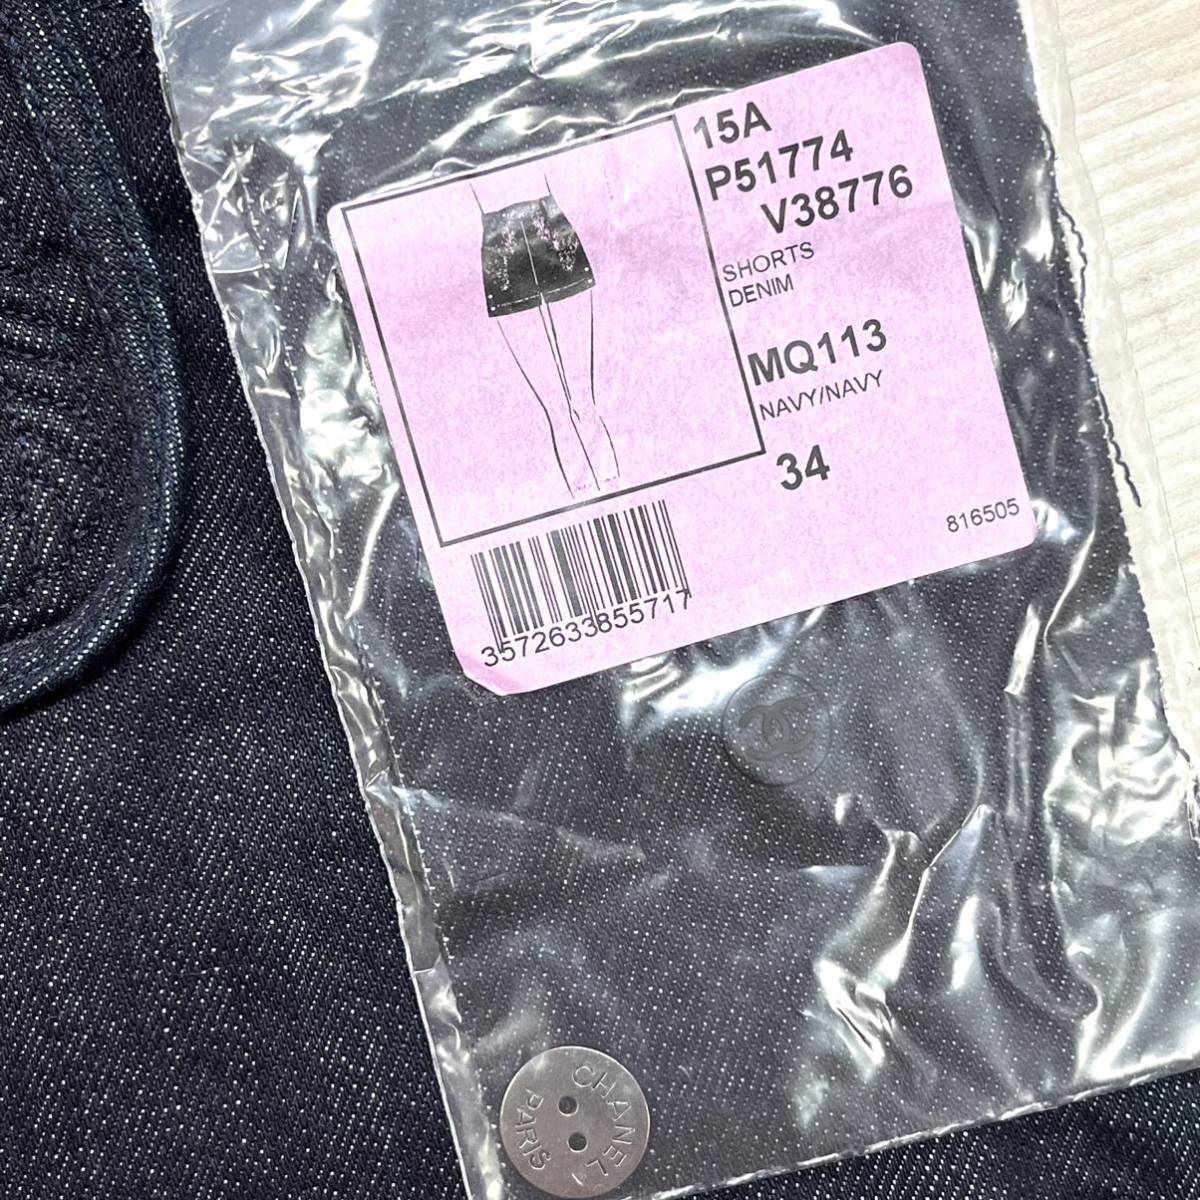 15A
P51774
V38776
SHORTS
DENIM
MQ113
NAVY/NAVY
34
816505
3572633855717
CHANEL
PARIS